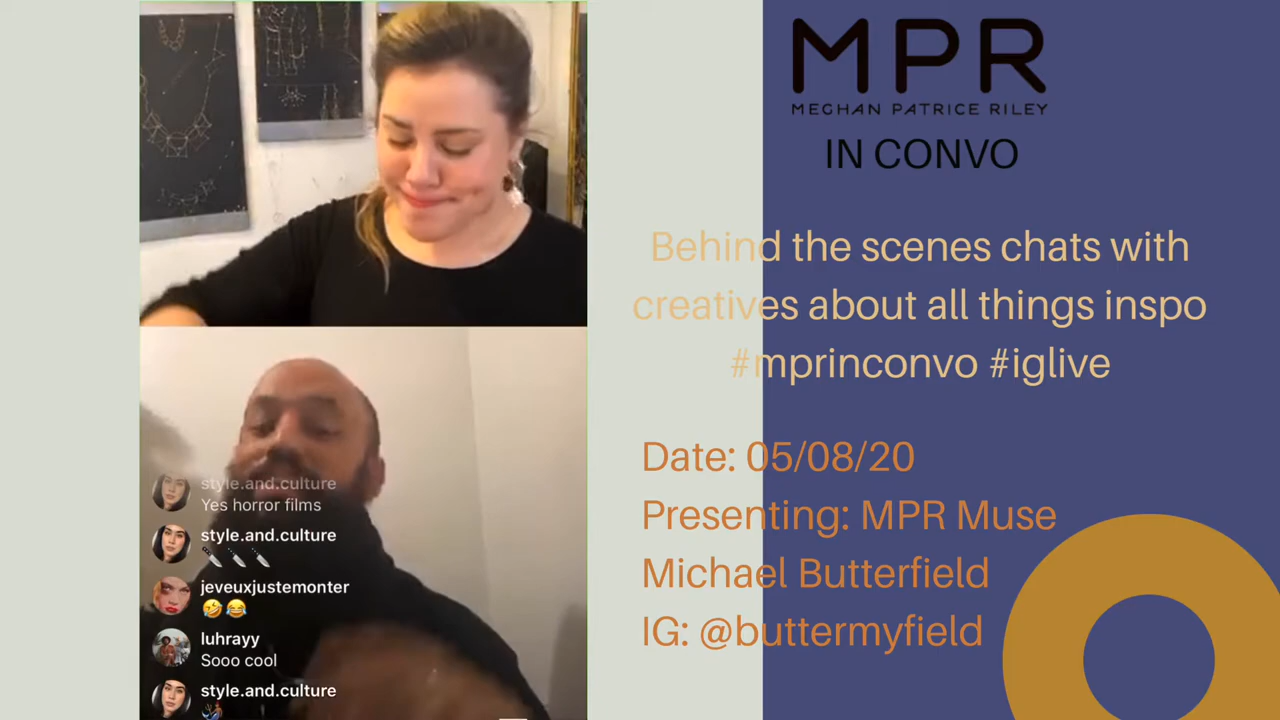 MPR
MEGHAN PATRICE RILEY
IN CONVO
Behind the scenes chats with
creatives about all things inspo
#mprinconvo #iglive
Date: 05/08/20
Presenting: MPR Muse
Michael Butterfield
IG: @buttermyfield
style.and.culture
Yes horror films
style.and.culture
🔪🔪🔪
jeveuxjustemonter
🤣😂
luhrayy
Sooo cool
style.and.culture